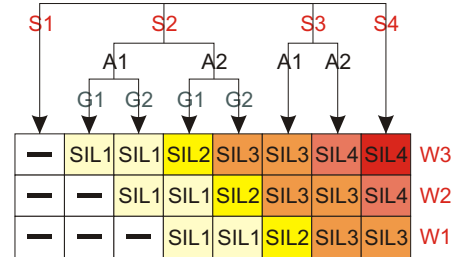 S1 S2 S3 S4
A1 A2 A1 A2
G1 G2 G1 G2
— SIL1 SIL1 SIL2 SIL3 SIL3 SIL4 SIL4 W3
— — SIL1 SIL1 SIL2 SIL3 SIL3 SIL4 W2
— — — SIL1 SIL1 SIL2 SIL3 SIL3 W1